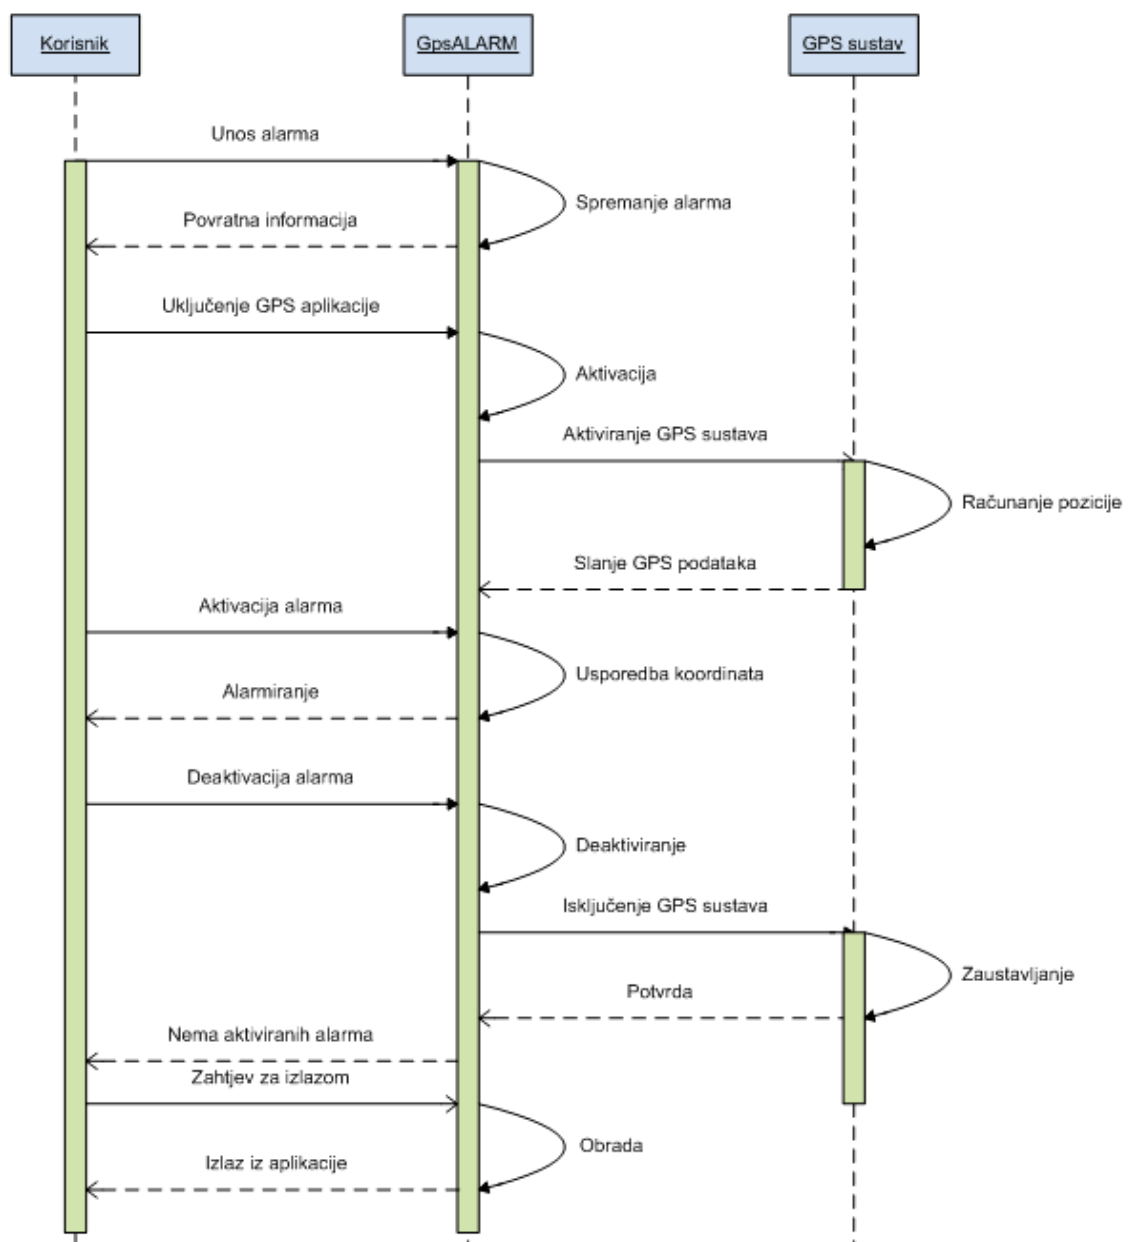 Korisnik
GpsALARM
GPS sustav
Unos alarma
Spremanje alarma
Povratna informacija
Uključenje GPS aplikacije
Aktivacija
Aktiviranje GPS sustava
Računanje pozicije
Slanje GPS podataka
Aktivacija alarma
Usporedba koordinata
Alarmiranje
Deaktivacija alarma
Deaktiviranje
Isključenje GPS sustava
Zaustavljanje
Potvrda
Nema aktiviranih alarma
Zahtjev za izlazom
Obrada
Izlaz iz aplikacije